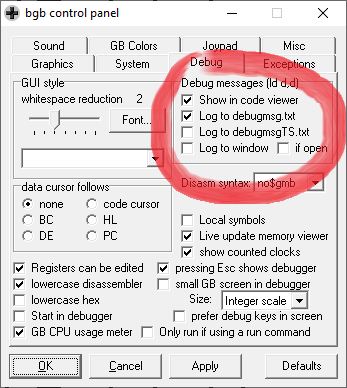 bgb control panel
Sound
GB Colors
Joypad
Misc
Graphics
System
Debug
Exceptions
GUI style
whitespace reduction 2
Font...
data cursor follows
none
code cursor
BC
HL
DE
PC
Debug messages (ld d,d)
Show in code viewer
Log to debugmsg.txt
Log to debugmsgTS.txt
Log to window
if open
Disasm syntax: no$gmb
Local symbols
Live update memory viewer
show counted clocks
Registers can be edited
pressing Esc shows debugger
lowercase disassembler
small GB screen in debugger
lowercase hex
Size: Integer scale
Start in debugger
prefer debug keys in screen
GB CPU usage meter
Only run if using a run command
OK
Cancel
Apply
Defaults